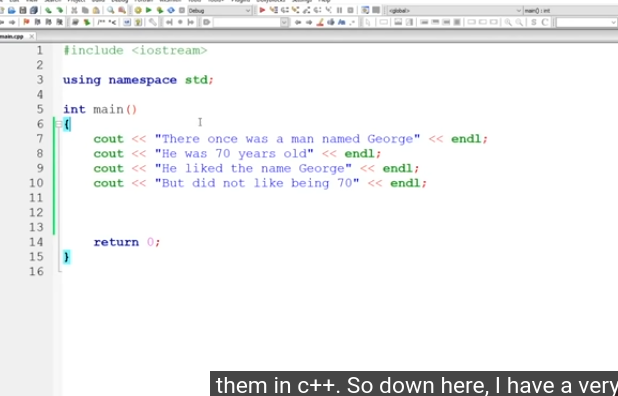 Debug
<global>
main() : int
main.cpp
1 #include <iostream>
2
3 using namespace std;
4
5 int main()
6 {
7 cout << "There once was a man named George" << endl;
8 cout << "He was 70 years old" << endl;
9 cout << "He liked the name George" << endl;
10 cout << "But did not like being 70" << endl;
11
12
13
14 return 0;
15 }
16
them in c++. So down here, I have a very